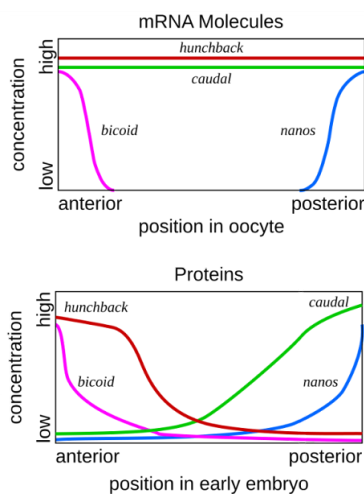 mRNA Molecules
concentration
high
low
hunchback
caudal
bicoid
nanos
anterior
posterior
position in oocyte
Proteins
concentration
high
low
hunchback
caudal
bicoid
nanos
anterior
posterior
position in early embryo